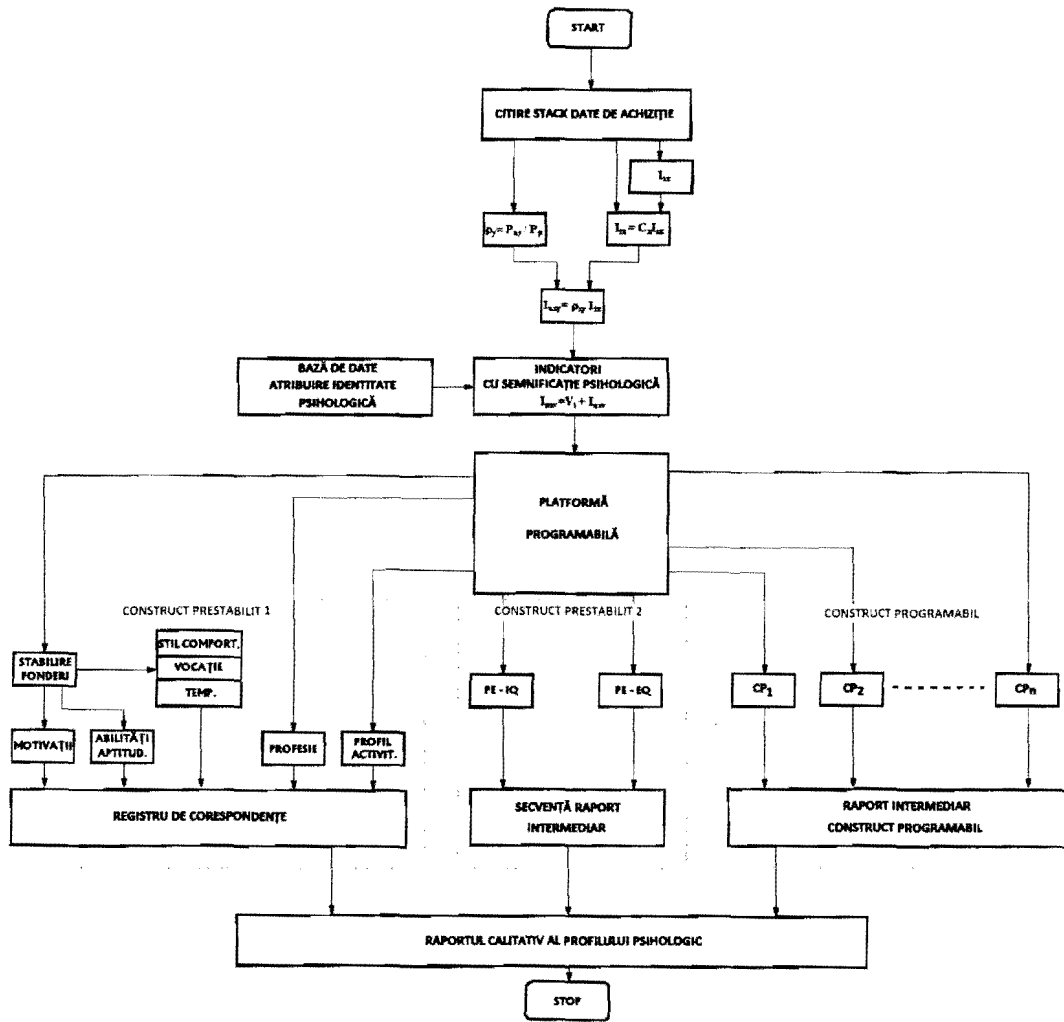 START
CITIRE STACK DATE DE ACHIZIȚIE
BAZĂ DE DATE
ATRIBUIRE IDENTITATE
PSIHOLOGICĂ
INDICATORI
CU SEMNIFICAȚIE PSIHOLOGICĂ
PLATFORMĂ
PROGRAMABILĂ
CONSTRUCT PRESTABILIT 1
CONSTRUCT PRESTABILIT 2
CONSTRUCT PROGRAMABIL
STABILIRE
PONDERI
STIL COMPORT.
VOCAȚIE
TEMP.
PE - IQ
PE - EQ
CP1
CP2
CPn
MOTIVAȚII
ABILITĂȚI
APTITUD.
PROFESIE
PROFIL
ACTIVIT.
REGISTRU DE CORESPONDENȚE
SECVENȚĂ RAPORT
INTERMEDIAR
RAPORT INTERMEDIAR
CONSTRUCT PROGRAMABIL
RAPORTUL CALITATIV AL PROFILULUI PSIHOLOGIC
STOP